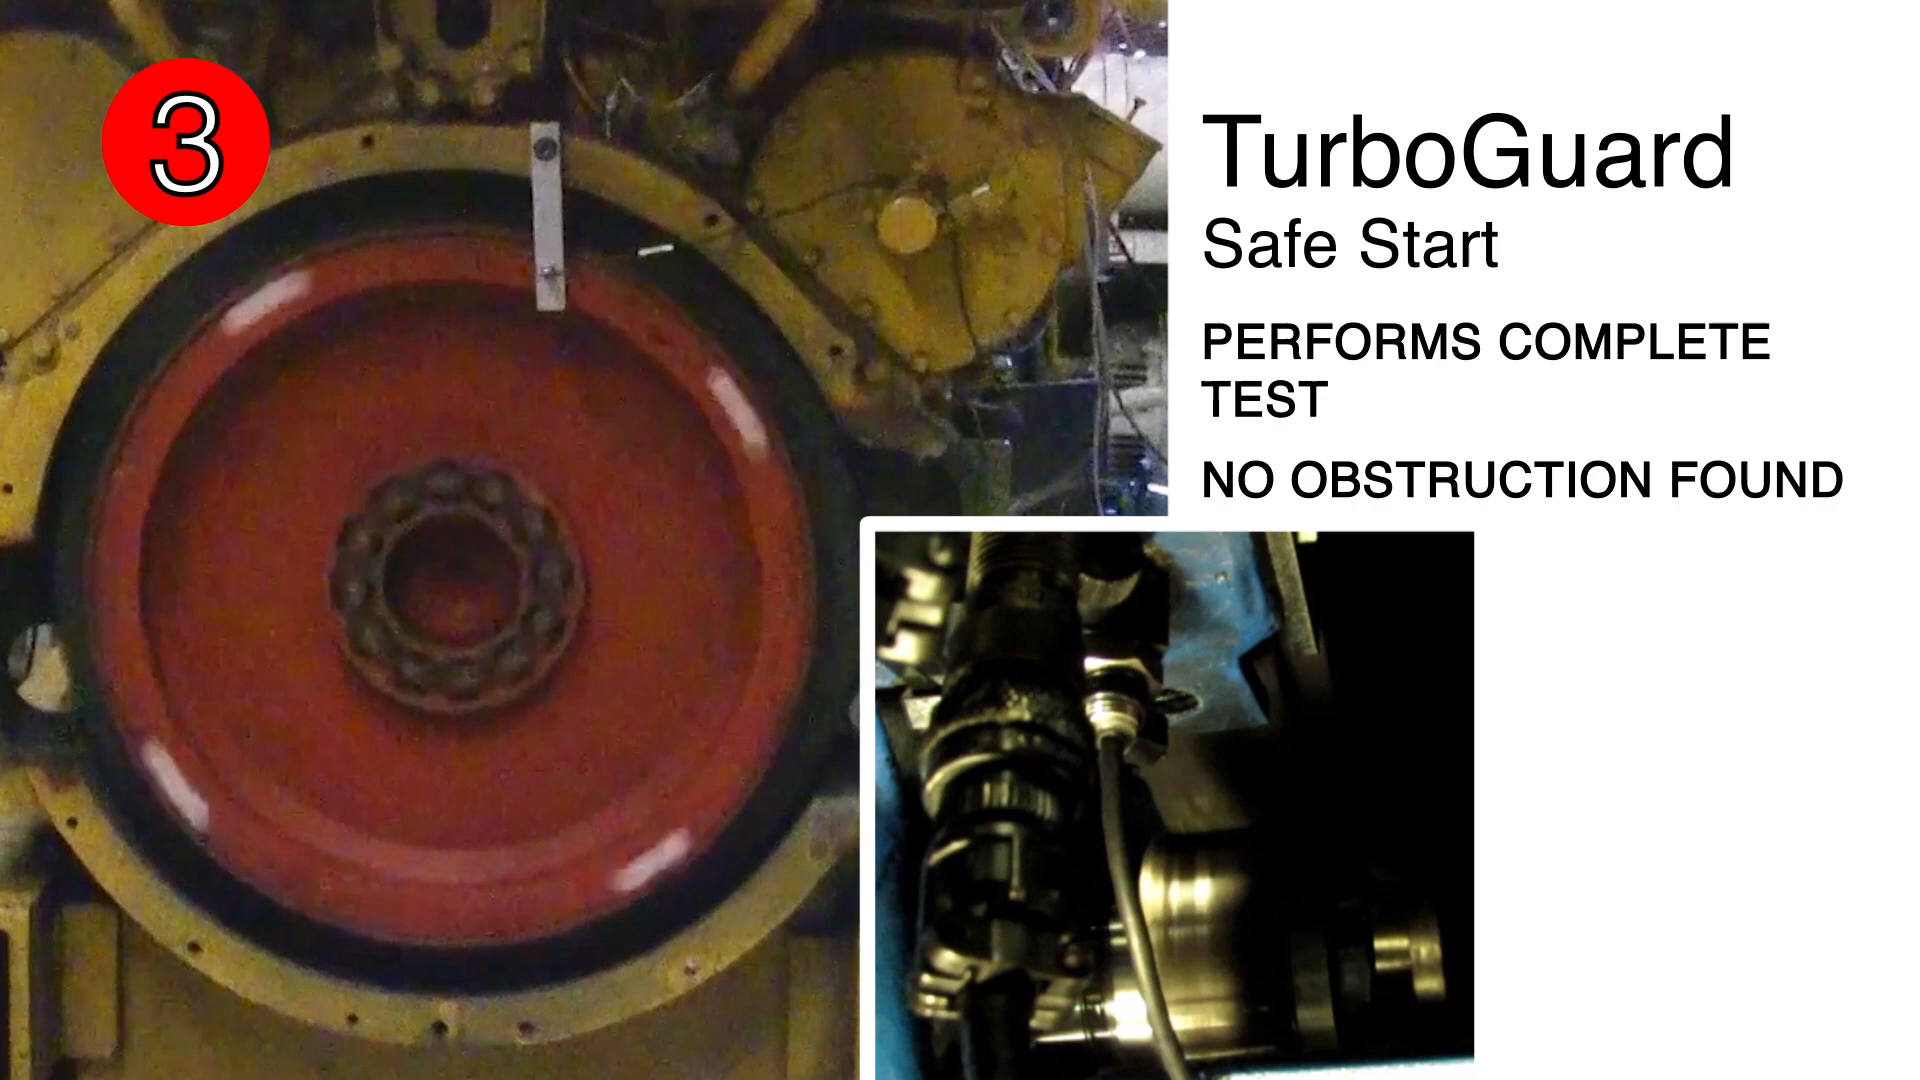 3
TurboGuard
Safe Start
PERFORMS COMPLETE
TEST
NO OBSTRUCTION FOUND